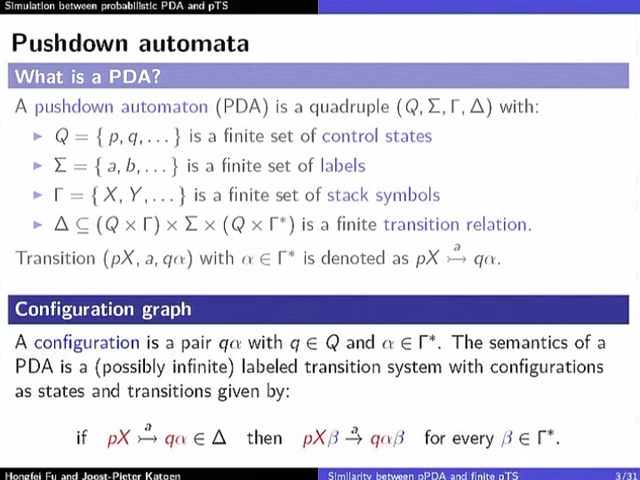 Simulation between probabilistic PDA and pTS
Pushdown automata
What is a PDA?
A pushdown automaton (PDA) is a quadruple (Q, Σ, Γ, Δ) with:
▶ Q = { p, q, . . . } is a finite set of control states
▶ Σ = { a, b, . . . } is a finite set of labels
▶ Γ = { X, Y, . . . } is a finite set of stack symbols
▶ Δ ⊆ (Q × Γ) × Σ × (Q × Γ*) is a finite transition relation.
Transition (pX, a, qα) with α ∈ Γ* is denoted as pX ↣ᵃ qα.
Configuration graph
A configuration is a pair qα with q ∈ Q and α ∈ Γ*. The semantics of a
PDA is a (possibly infinite) labeled transition system with configurations
as states and transitions given by:
if pX ↣ᵃ qα ∈ Δ then pXβ →ᵃ qαβ for every β ∈ Γ*.
Hongfei Fu and Joost-Pieter Katoen Similarity between pPDA and finite pTS 3/31